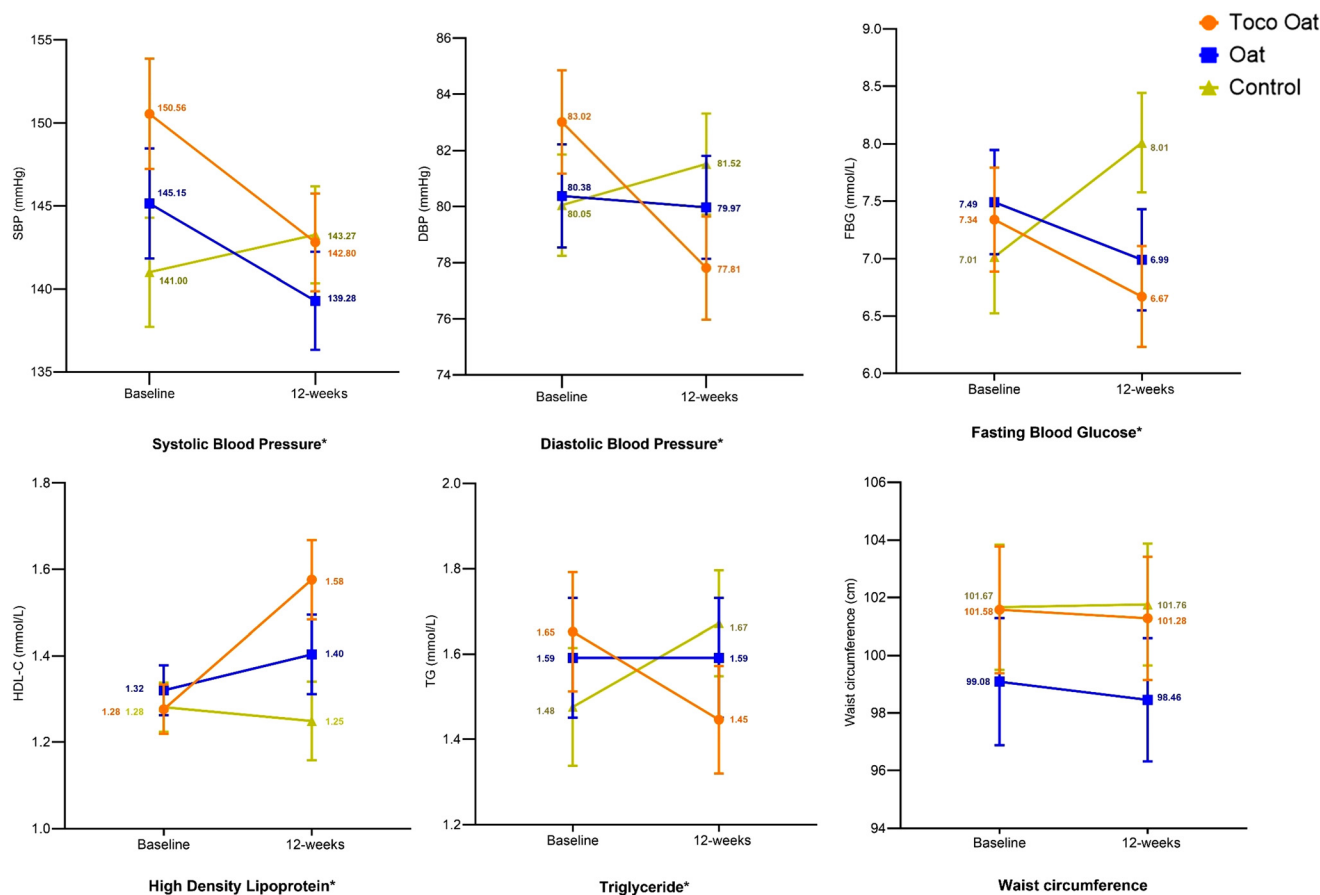 Toco Oat
Oat
Control
SBP (mmHg)
155
150
145
140
135
150.56
145.15
141.00
143.27
142.80
139.28
Baseline
12-weeks
Systolic Blood Pressure*
DBP (mmHg)
86
84
82
80
78
76
74
83.02
80.38
80.05
81.52
79.97
77.81
Baseline
12-weeks
Diastolic Blood Pressure*
FBG (mmol/L)
9.0
8.5
8.0
7.5
7.0
6.5
6.0
7.49
7.34
7.01
8.01
6.99
6.67
Baseline
12-weeks
Fasting Blood Glucose*
HDL-C (mmol/L)
1.8
1.6
1.4
1.2
1.0
1.32
1.28 1.28
1.58
1.40
1.25
Baseline
12-weeks
High Density Lipoprotein*
TG (mmol/L)
2.0
1.8
1.6
1.4
1.2
1.65
1.59
1.48
1.67
1.59
1.45
Baseline
12-weeks
Triglyceride*
Waist circumference (cm)
106
104
102
100
98
96
94
101.67
101.58
99.08
101.76
101.28
98.46
Baseline
12-weeks
Waist circumference